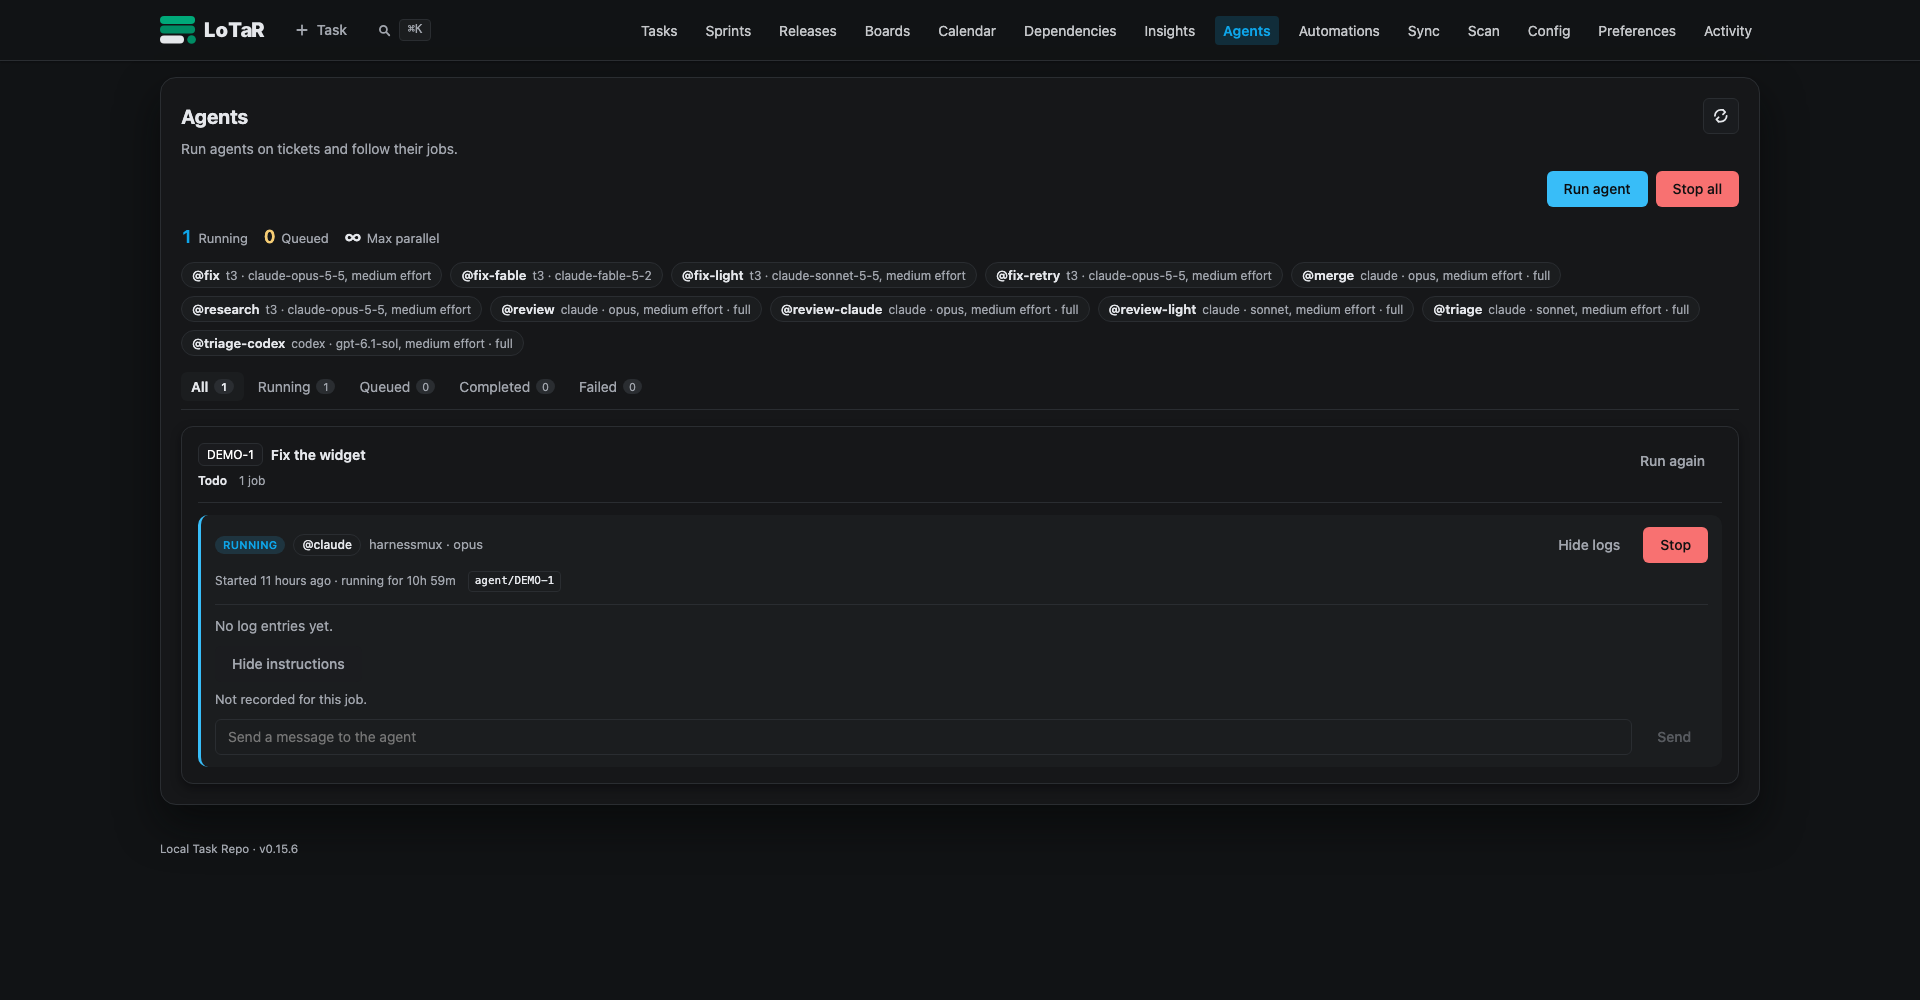 LoTaR
+ Task
⌘K
Tasks Sprints Releases Boards Calendar Dependencies Insights Agents Automations Sync Scan Config Preferences Activity
Agents
Run agents on tickets and follow their jobs.
Run agent Stop all
1 Running 0 Queued ∞ Max parallel
@fix t3 · claude-opus-5-5, medium effort @fix-fable t3 · claude-fable-5-2 @fix-light t3 · claude-sonnet-5-5, medium effort @fix-retry t3 · claude-opus-5-5, medium effort @merge claude · opus, medium effort · full
@research t3 · claude-opus-5-5, medium effort @review claude · opus, medium effort · full @review-claude claude · opus, medium effort · full @review-light claude · sonnet, medium effort · full @triage claude · sonnet, medium effort · full
@triage-codex codex · gpt-6.1-sol, medium effort · full
All 1 Running 1 Queued 0 Completed 0 Failed 0
DEMO-1 Fix the widget
Run again
Todo 1 job
RUNNING @claude harnessmux · opus
Hide logs Stop
Started 11 hours ago · running for 10h 59m agent/DEMO-1
No log entries yet.
Hide instructions
Not recorded for this job.
Send a message to the agent Send
Local Task Repo · v0.15.6